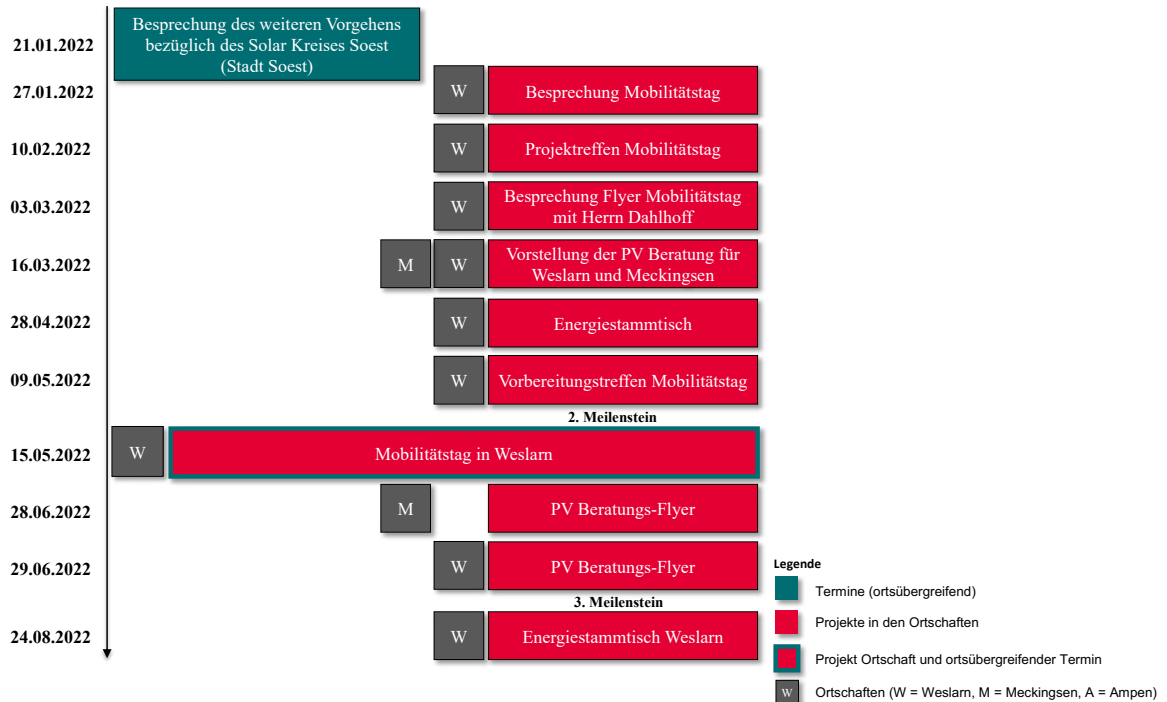 21.01.2022
Besprechung des weiteren Vorgehens
bezüglich des Solar Kreises Soest
(Stadt Soest)
27.01.2022
W
Besprechung Mobilitätstag
10.02.2022
W
Projektreffen Mobilitätstag
03.03.2022
W
Besprechung Flyer Mobilitätstag
mit Herrn Dahlhoff
16.03.2022
M
W
Vorstellung der PV Beratung für
Weslarn und Meckingsen
28.04.2022
W
Energiestammtisch
09.05.2022
W
Vorbereitungstreffen Mobilitätstag
2. Meilenstein
15.05.2022
W
Mobilitätstag in Weslarn
28.06.2022
M
PV Beratungs-Flyer
29.06.2022
W
PV Beratungs-Flyer
3. Meilenstein
24.08.2022
W
Energiestammtisch Weslarn
Legende
Termine (ortsübergreifend)
Projekte in den Ortschaften
Projekt Ortschaft und ortsübergreifender Termin
W
Ortschaften (W = Weslarn, M = Meckingsen, A = Ampen)